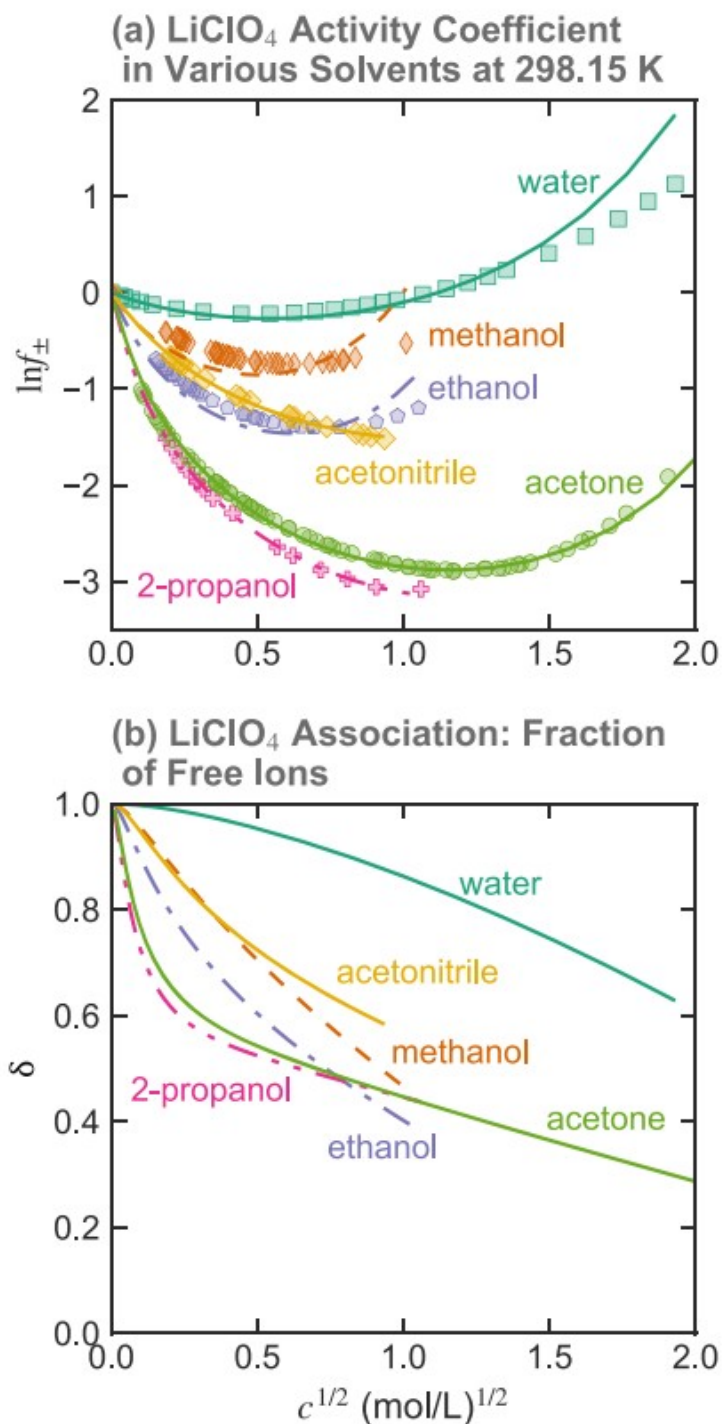 (a) LiClO₄ Activity Coefficient
in Various Solvents at 298.15 K
2
1
0
−1
−2
−3
lnf±
water
methanol
ethanol
acetonitrile
acetone
2-propanol
0.0 0.5 1.0 1.5 2.0
(b) LiClO₄ Association: Fraction
of Free Ions
1.0
0.8
0.6
0.4
0.2
0.0
δ
water
acetonitrile
methanol
2-propanol
acetone
ethanol
0.0 0.5 1.0 1.5 2.0
c^{1/2} (mol/L)^{1/2}